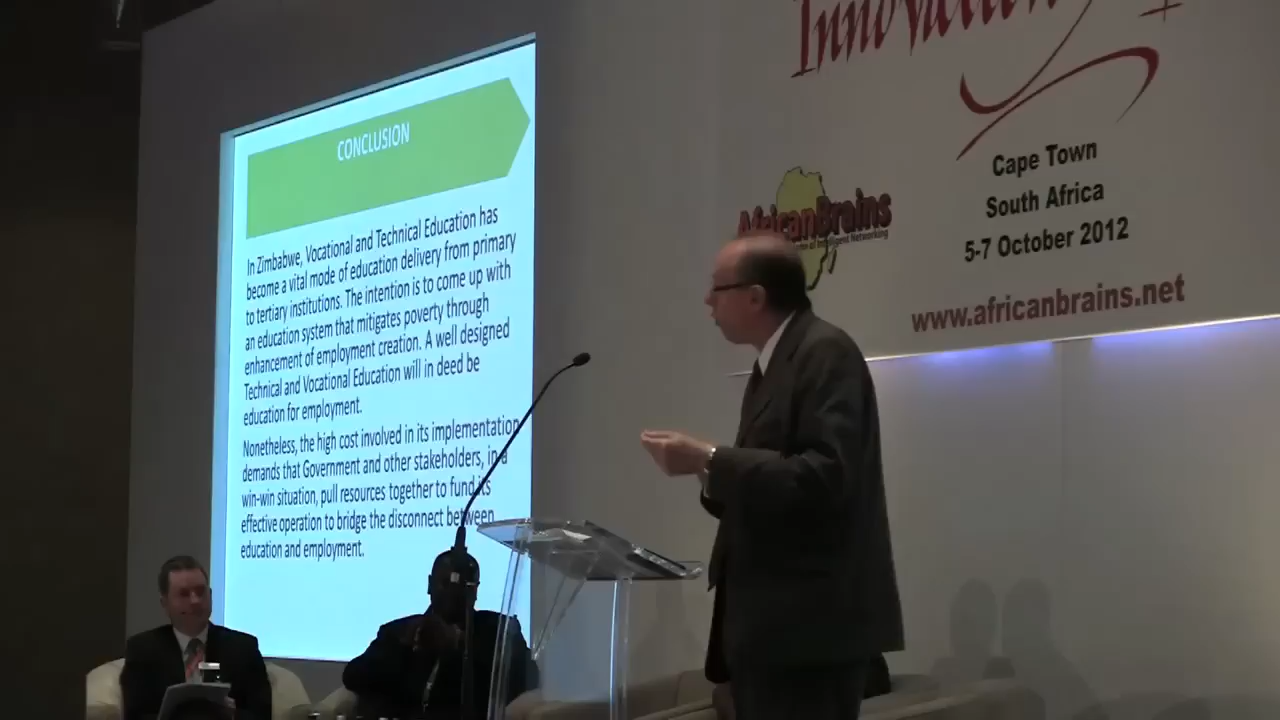 CONCLUSION
In Zimbabwe, Vocational and Technical Education has
become a vital mode of education delivery from primary
to tertiary institutions. The intention is to come up with
an education system that mitigates poverty through
enhancement of employment creation. A well designed
Technical and Vocational Education will in deed be
education for employment.
Nonetheless, the high cost involved in its implementation
demands that Government and other stakeholders, in a
win-win situation, pull resources together to fund its
effective operation to bridge the disconnect between
education and employment.
Innovation
AfricanBrains
of Intelligent Networking
Cape Town
South Africa
5-7 October 2012
www.africanbrains.net